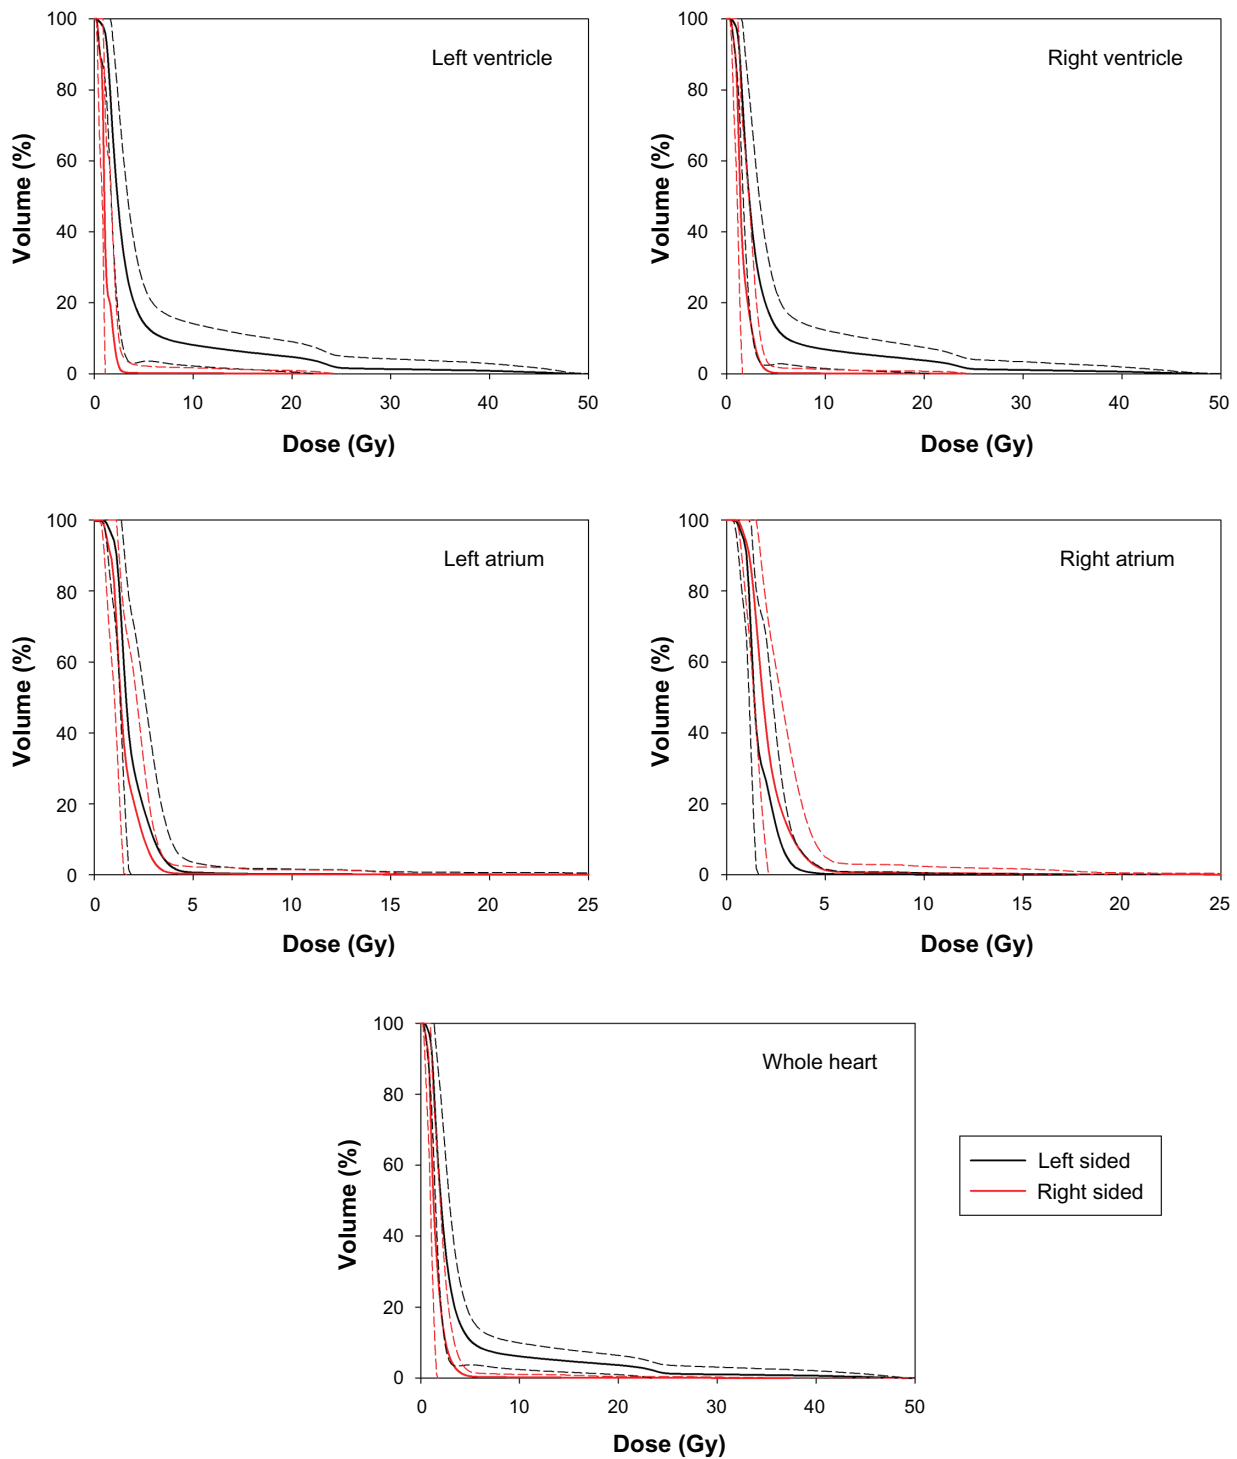 100
80
60
40
20
0
Volume (%)
Left ventricle
0 10 20 30 40 50
Dose (Gy)
100
80
60
40
20
0
Volume (%)
Right ventricle
0 10 20 30 40 50
Dose (Gy)
100
80
60
40
20
0
Volume (%)
Left atrium
0 5 10 15 20 25
Dose (Gy)
100
80
60
40
20
0
Volume (%)
Right atrium
0 5 10 15 20 25
Dose (Gy)
100
80
60
40
20
0
Volume (%)
Whole heart
0 10 20 30 40 50
Dose (Gy)
Left sided
Right sided